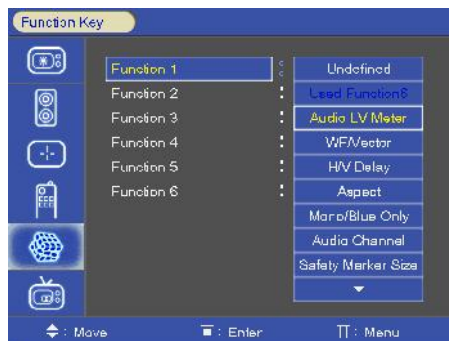 Function Key
Function 1 :
Function 2 :
Function 3 :
Function 4 :
Function 5 :
Function 6 :
Undefined
Used Function6
Audio LV Meter
WF/Vector
H/V Delay
Aspect
Mono/Blue Only
Audio Channel
Safety Marker Size
: Move
: Enter
: Menu